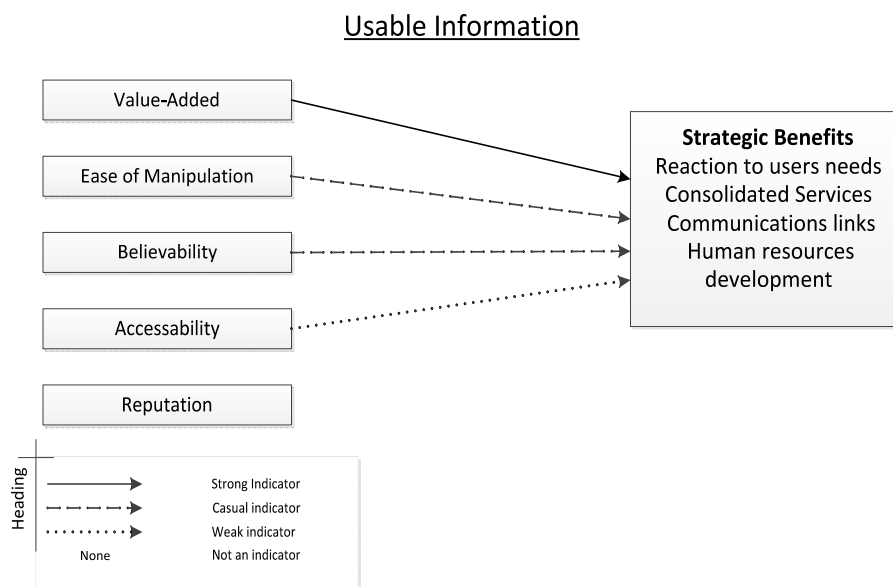 Usable Information
Value-Added
Ease of Manipulation
Believability
Accessability
Reputation
Strategic Benefits
Reaction to users needs
Consolidated Services
Communications links
Human resources
development
Heading
Strong Indicator
Casual indicator
Weak indicator
None Not an indicator